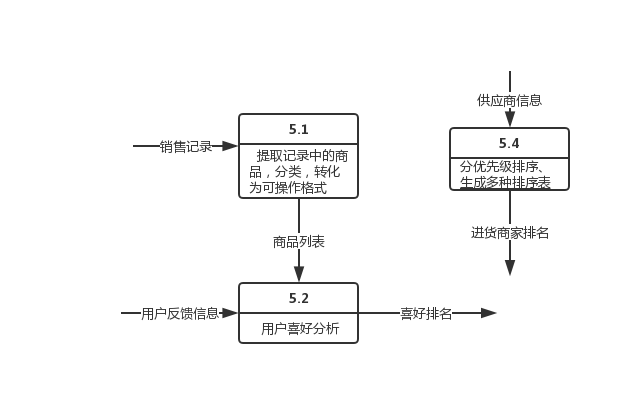 供应商信息
5.1
5.4
销售记录
提取记录中的商
品，分类，转化
为可操作格式
分优先级排序、
生成多种排序表
商品列表
进货商家排名
5.2
用户反馈信息
喜好排名
用户喜好分析